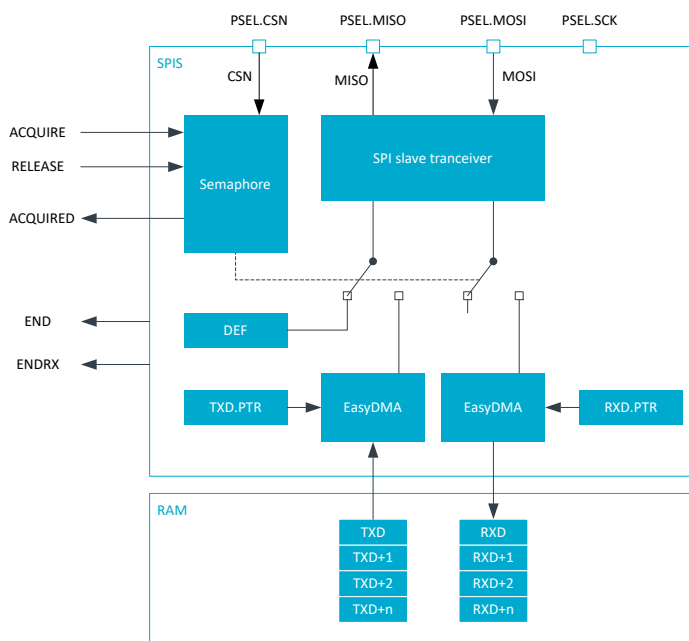 PSEL.CSN PSEL.MISO PSEL.MOSI PSEL.SCK
SPIS
CSN MISO MOSI
ACQUIRE
RELEASE
ACQUIRED
Semaphore
SPI slave tranceiver
END
ENDRX
DEF
TXD.PTR EasyDMA EasyDMA RXD.PTR
RAM
TXD RXD
TXD+1 RXD+1
TXD+2 RXD+2
TXD+n RXD+n